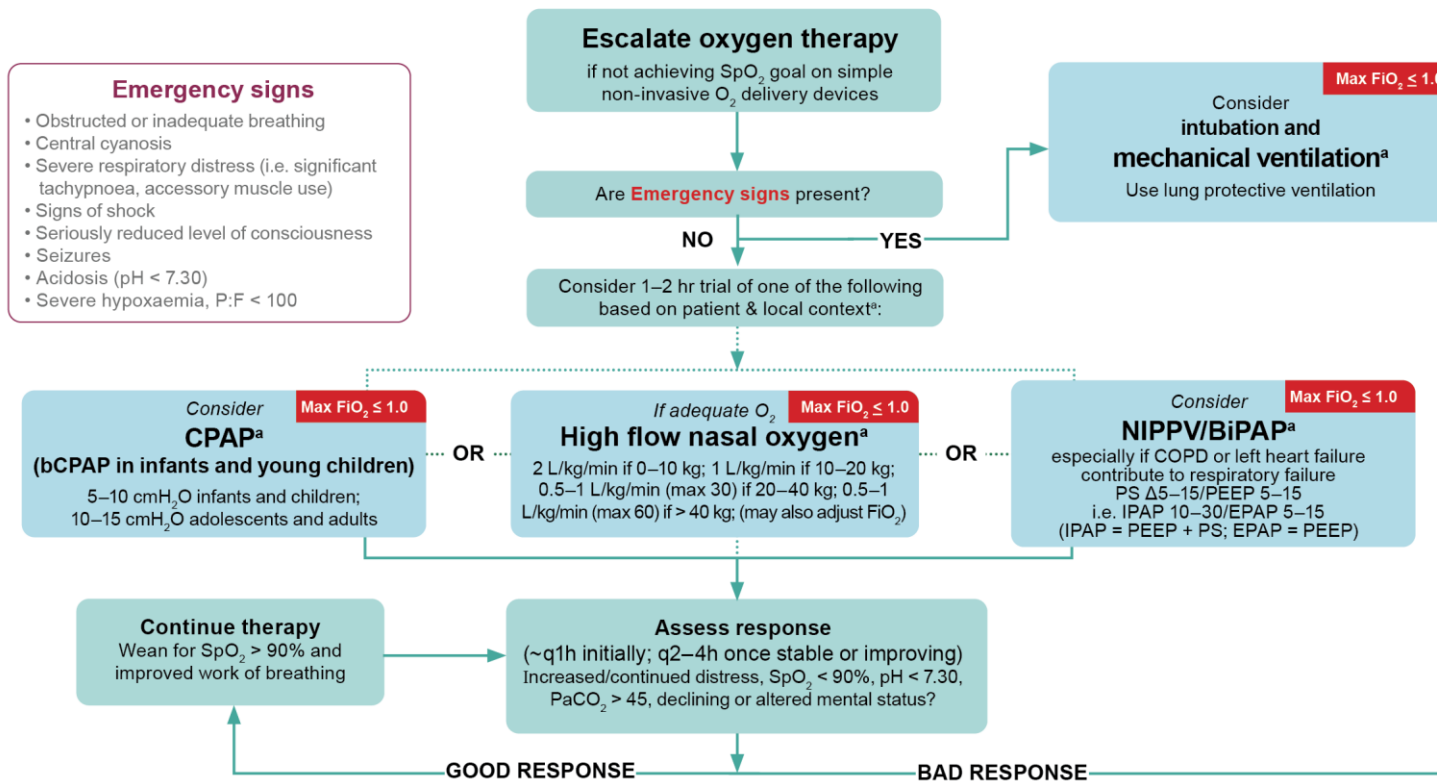 Escalate oxygen therapy
if not achieving SpO₂ goal on simple
non-invasive O₂ delivery devices
Emergency signs
• Obstructed or inadequate breathing
• Central cyanosis
• Severe respiratory distress (i.e. significant
tachypnoea, accessory muscle use)
• Signs of shock
• Seriously reduced level of consciousness
• Seizures
• Acidosis (pH < 7.30)
• Severe hypoxaemia, P:F < 100
Max FiO₂ ≤ 1.0
Consider
intubation and
mechanical ventilationᵃ
Use lung protective ventilation
Are Emergency signs present?
NO
YES
Consider 1–2 hr trial of one of the following
based on patient & local contextᵃ:
Max FiO₂ ≤ 1.0
Consider
CPAPᵃ
(bCPAP in infants and young children)
5–10 cmH₂O infants and children;
10–15 cmH₂O adolescents and adults
OR
Max FiO₂ ≤ 1.0
If adequate O₂
High flow nasal oxygenᵃ
2 L/kg/min if 0–10 kg; 1 L/kg/min if 10–20 kg;
0.5–1 L/kg/min (max 30) if 20–40 kg; 0.5–1
L/kg/min (max 60) if > 40 kg; (may also adjust FiO₂)
OR
Max FiO₂ ≤ 1.0
Consider
NIPPV/BiPAPᵃ
especially if COPD or left heart failure
contribute to respiratory failure
PS Δ5–15/PEEP 5–15
i.e. IPAP 10–30/EPAP 5–15
(IPAP = PEEP + PS; EPAP = PEEP)
Continue therapy
Wean for SpO₂ > 90% and
improved work of breathing
Assess response
(~q1h initially; q2–4h once stable or improving)
Increased/continued distress, SpO₂ < 90%, pH < 7.30,
PaCO₂ > 45, declining or altered mental status?
GOOD RESPONSE
BAD RESPONSE